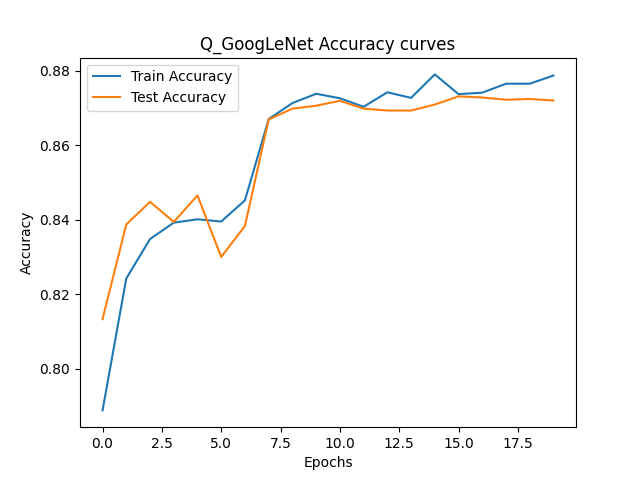 Q_GoogLeNet Accuracy curves
Train Accuracy
Test Accuracy
0.88
0.86
0.84
0.82
0.80
Accuracy
0.0 2.5 5.0 7.5 10.0 12.5 15.0 17.5
Epochs